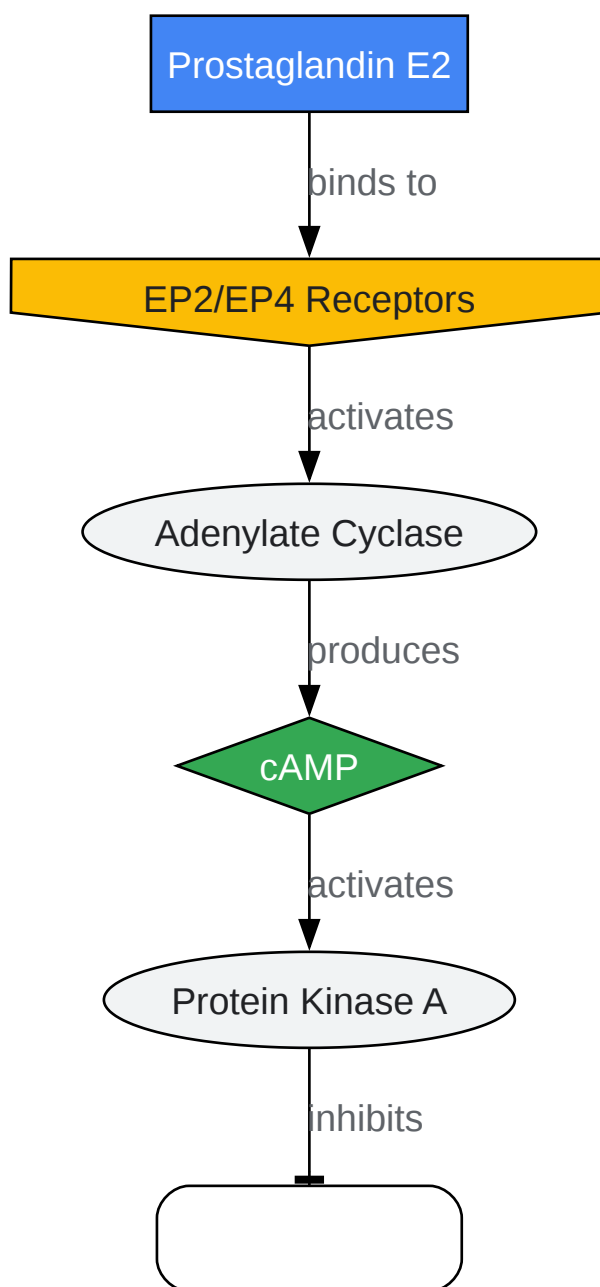 Prostaglandin E2
binds to
EP2/EP4 Receptors
activates
Adenylate Cyclase
produces
cAMP
activates
Protein Kinase A
inhibits